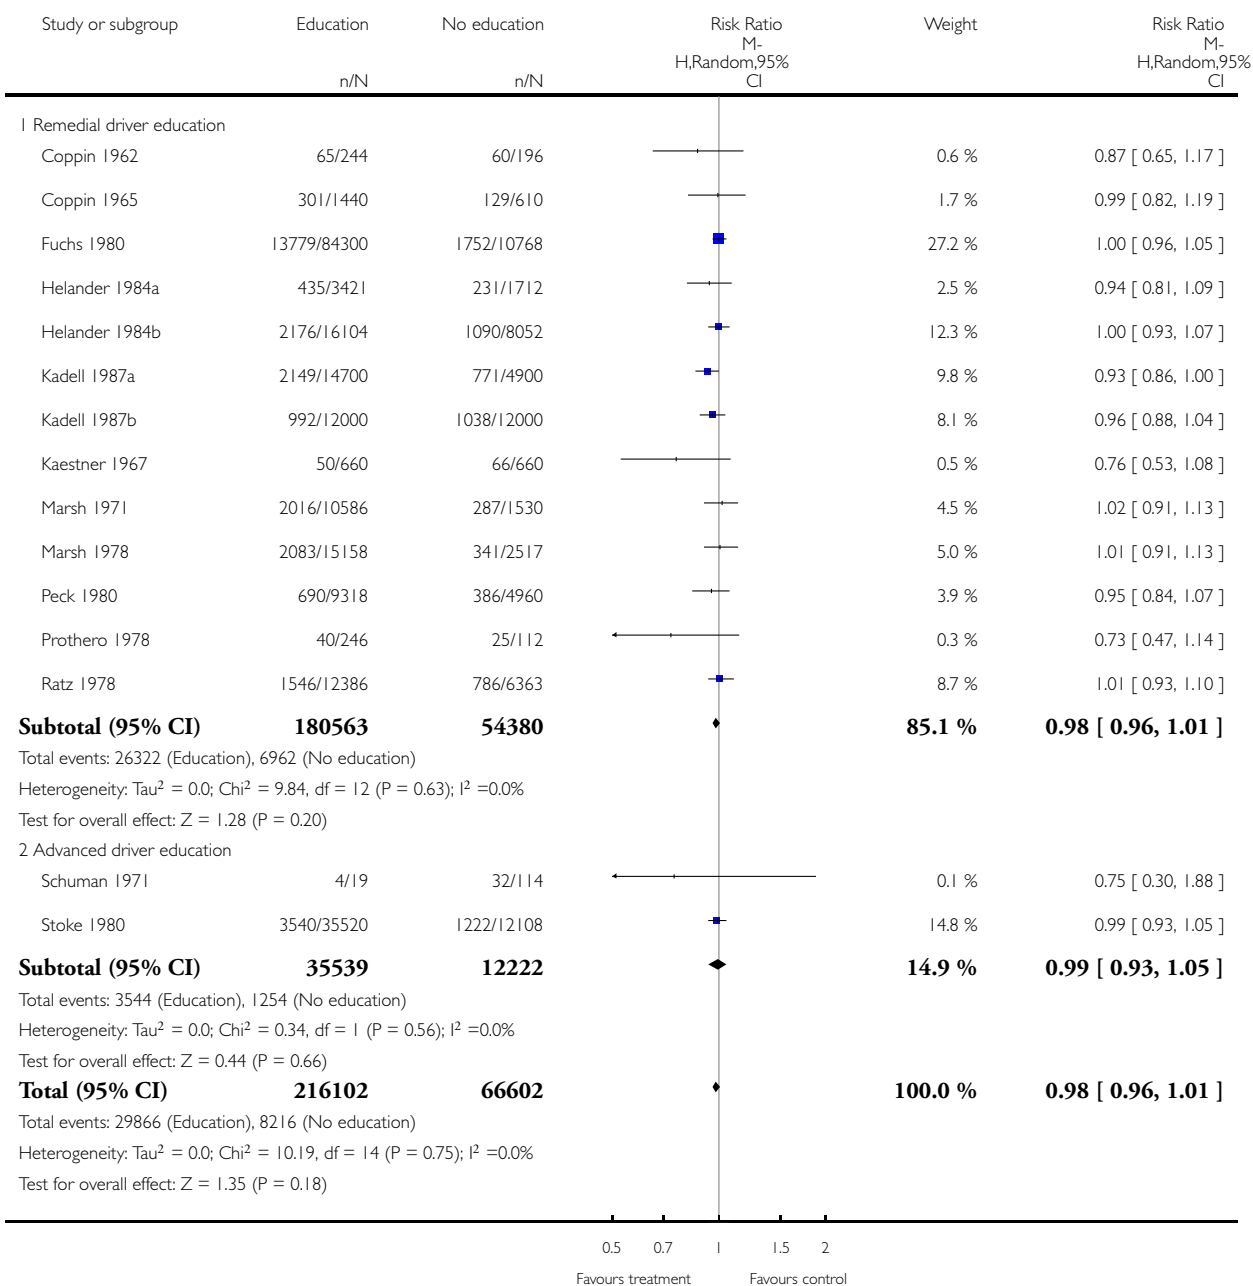 Study or subgroup Education No education Risk Ratio Weight Risk Ratio
M- M-
H,Random,95% H,Random,95%
n/N n/N CI CI
1 Remedial driver education
Coppin 1962 65/244 60/196 0.6 % 0.87 [ 0.65, 1.17 ]
Coppin 1965 301/1440 129/610 1.7 % 0.99 [ 0.82, 1.19 ]
Fuchs 1980 13779/84300 1752/10768 27.2 % 1.00 [ 0.96, 1.05 ]
Helander 1984a 435/3421 231/1712 2.5 % 0.94 [ 0.81, 1.09 ]
Helander 1984b 2176/16104 1090/8052 12.3 % 1.00 [ 0.93, 1.07 ]
Kadell 1987a 2149/14700 771/4900 9.8 % 0.93 [ 0.86, 1.00 ]
Kadell 1987b 992/12000 1038/12000 8.1 % 0.96 [ 0.88, 1.04 ]
Kaestner 1967 50/660 66/660 0.5 % 0.76 [ 0.53, 1.08 ]
Marsh 1971 2016/10586 287/1530 4.5 % 1.02 [ 0.91, 1.13 ]
Marsh 1978 2083/15158 341/2517 5.0 % 1.01 [ 0.91, 1.13 ]
Peck 1980 690/9318 386/4960 3.9 % 0.95 [ 0.84, 1.07 ]
Prothero 1978 40/246 25/112 0.3 % 0.73 [ 0.47, 1.14 ]
Ratz 1978 1546/12386 786/6363 8.7 % 1.01 [ 0.93, 1.10 ]
Subtotal (95% CI) 180563 54380 85.1 % 0.98 [ 0.96, 1.01 ]
Total events: 26322 (Education), 6962 (No education)
Heterogeneity: Tau² = 0.0; Chi² = 9.84, df = 12 (P = 0.63); I² =0.0%
Test for overall effect: Z = 1.28 (P = 0.20)
2 Advanced driver education
Schuman 1971 4/19 32/114 0.1 % 0.75 [ 0.30, 1.88 ]
Stoke 1980 3540/35520 1222/12108 14.8 % 0.99 [ 0.93, 1.05 ]
Subtotal (95% CI) 35539 12222 14.9 % 0.99 [ 0.93, 1.05 ]
Total events: 3544 (Education), 1254 (No education)
Heterogeneity: Tau² = 0.0; Chi² = 0.34, df = 1 (P = 0.56); I² =0.0%
Test for overall effect: Z = 0.44 (P = 0.66)
Total (95% CI) 216102 66602 100.0 % 0.98 [ 0.96, 1.01 ]
Total events: 29866 (Education), 8216 (No education)
Heterogeneity: Tau² = 0.0; Chi² = 10.19, df = 14 (P = 0.75); I² =0.0%
Test for overall effect: Z = 1.35 (P = 0.18)
0.5 0.7 1 1.5 2
Favours treatment Favours control